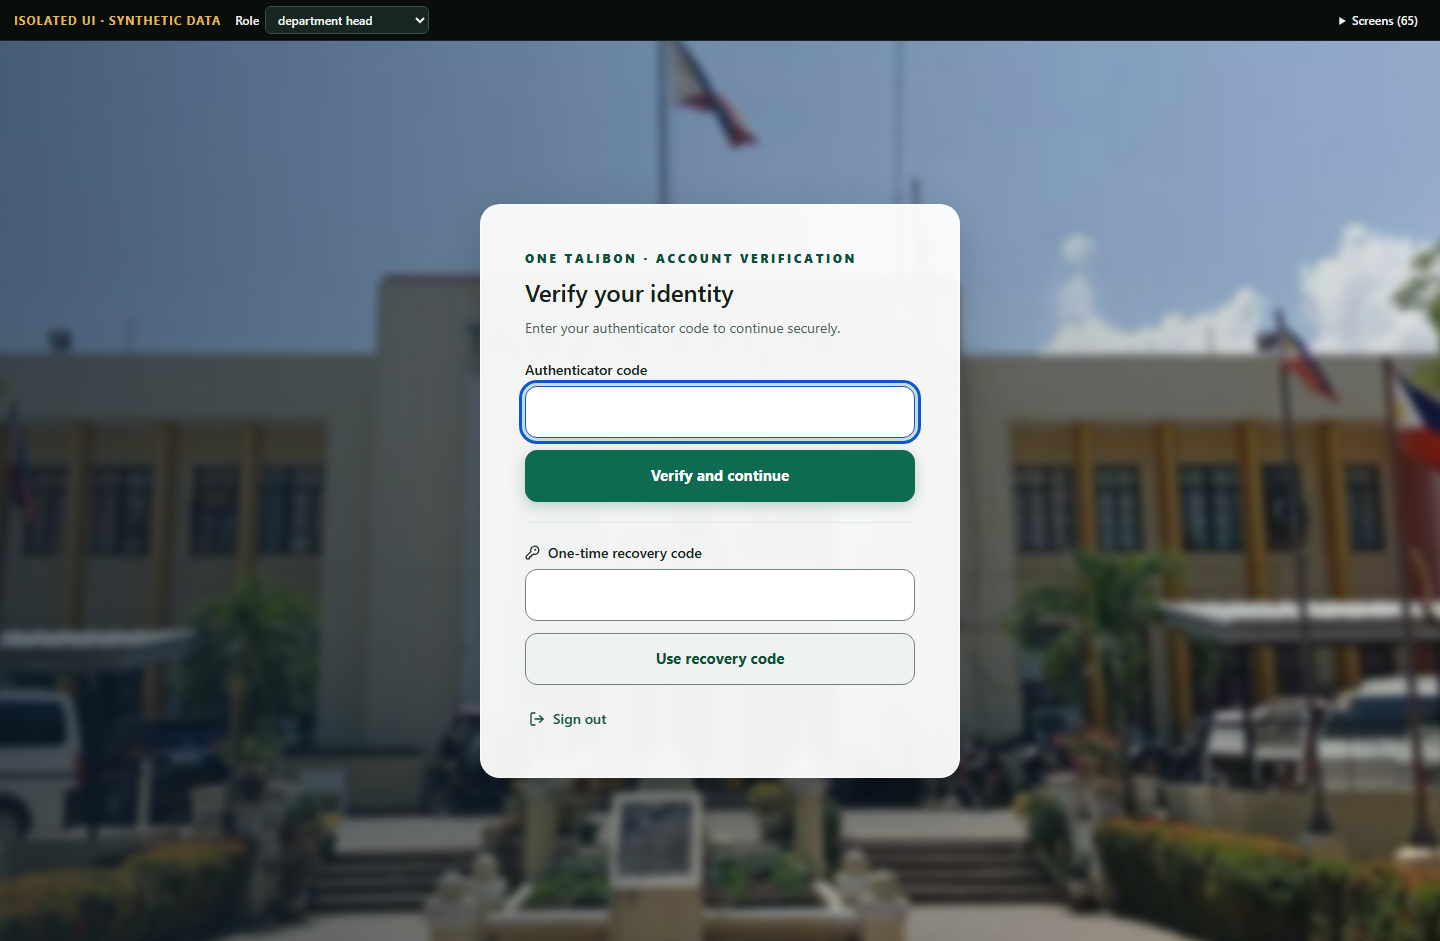 ISOLATED UI · SYNTHETIC DATA Role department head Screens (65)
ONE TALIBON · ACCOUNT VERIFICATION
Verify your identity
Enter your authenticator code to continue securely.
Authenticator code
Verify and continue
One-time recovery code
Use recovery code
Sign out